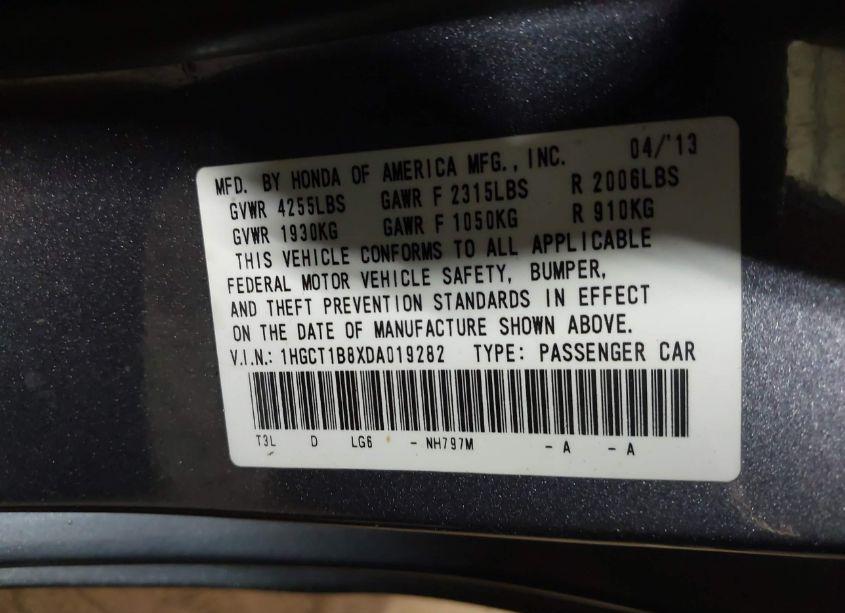 MFD. BY HONDA OF AMERICA MFG., INC. 04/'13
GVWR 4255LBS GAWR F 2315LBS R 2006LBS
GVWR 1930KG GAWR F 1050KG R 910KG
THIS VEHICLE CONFORMS TO ALL APPLICABLE
FEDERAL MOTOR VEHICLE SAFETY, BUMPER,
AND THEFT PREVENTION STANDARDS IN EFFECT
ON THE DATE OF MANUFACTURE SHOWN ABOVE.
V.I.N.: 1HGCT1B8XDA019282 TYPE: PASSENGER CAR
T3L D LG6 - NH797M - A - A